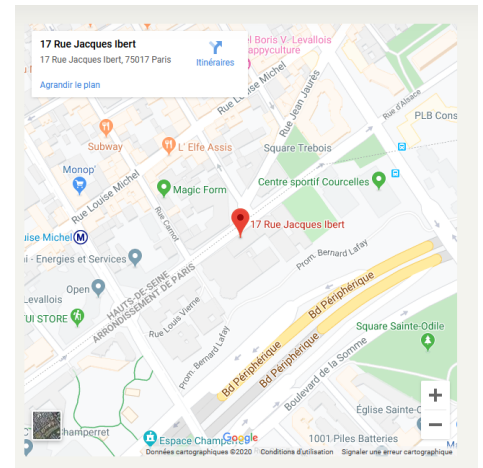 17 Rue Jacques Ibert
17 Rue Jacques Ibert, 75017 Paris
Itinéraires
Agrandir le plan
el Boris V. Levallois
appyculture
Rue Louise Michel
Rue Jean Jaurès
Rue d'Alsace
PLB Cons
Subway
L' Elfe Assis
Square Trebois
Monop'
Magic Form
Centre sportif Courcelles
Rue Louise Michel
Rue Carnot
17 Rue Jacques Ibert
ise Michel
M
Prom. Bernard Lafay
i - Energies et Services
HAUTS-DE-SEINE
ARRONDISSEMENT DE PARIS
Open
Levallois
UI STORE
Rue Louis Vierne
Bd Périphérique
Square Sainte-Odile
Prom. Bernard Lafay
Bd Périphérique
Bd Périphérique
Boulevard de la Somme
+
−
Église Sainte-O
hamperret
Espace Champe
Google
1001 Piles Batteries
M
Données cartographiques ©2020
Conditions d'utilisation
Signaler une erreur cartographique